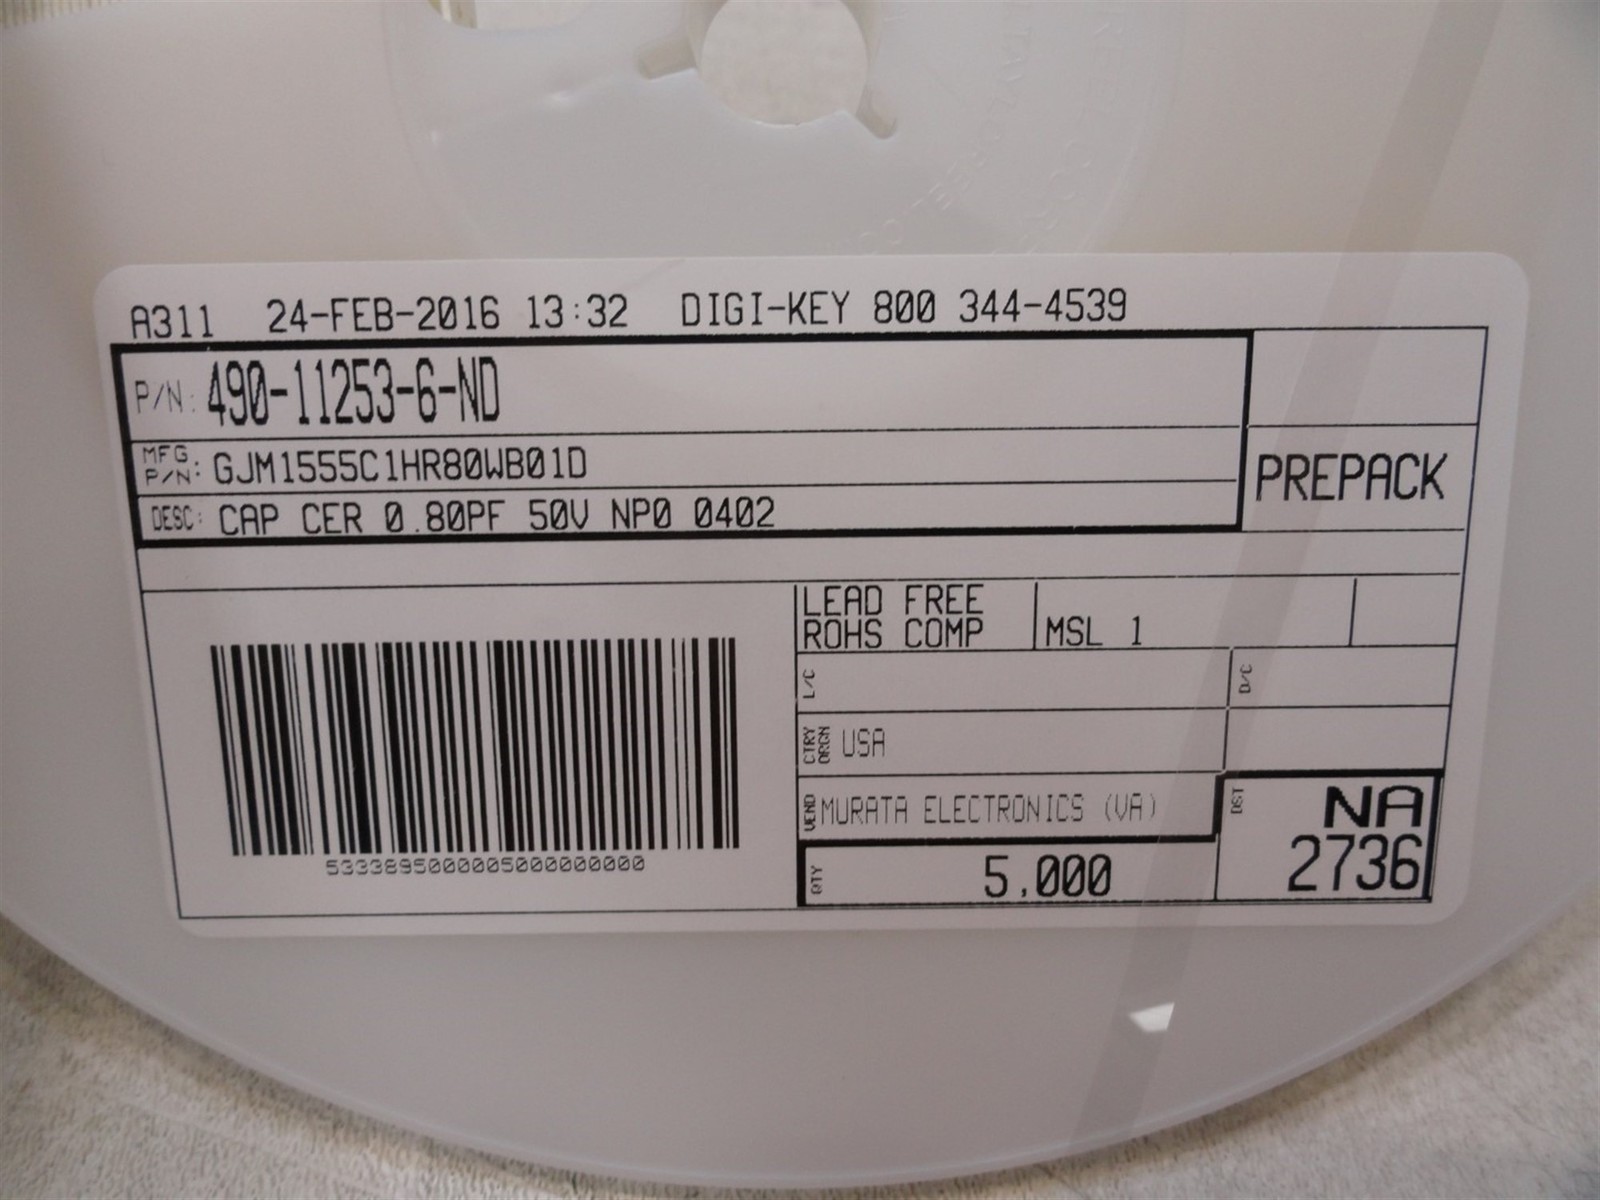 A311 24-FEB-2016 13:32 DIGI-KEY 800 344-4539
P/N: 490-11253-6-ND
MFG P/N: GJM1555C1HR80WB01D
DESC: CAP CER 0.80PF 50V NP0 0402
PREPACK
LEAD FREE
ROHS COMP
MSL 1
L/C
D/C
CTRY ORGN USA
VEND MURATA ELECTRONICS (VA)
QTY 5,000
DST NA
2736
5333895000005000000000